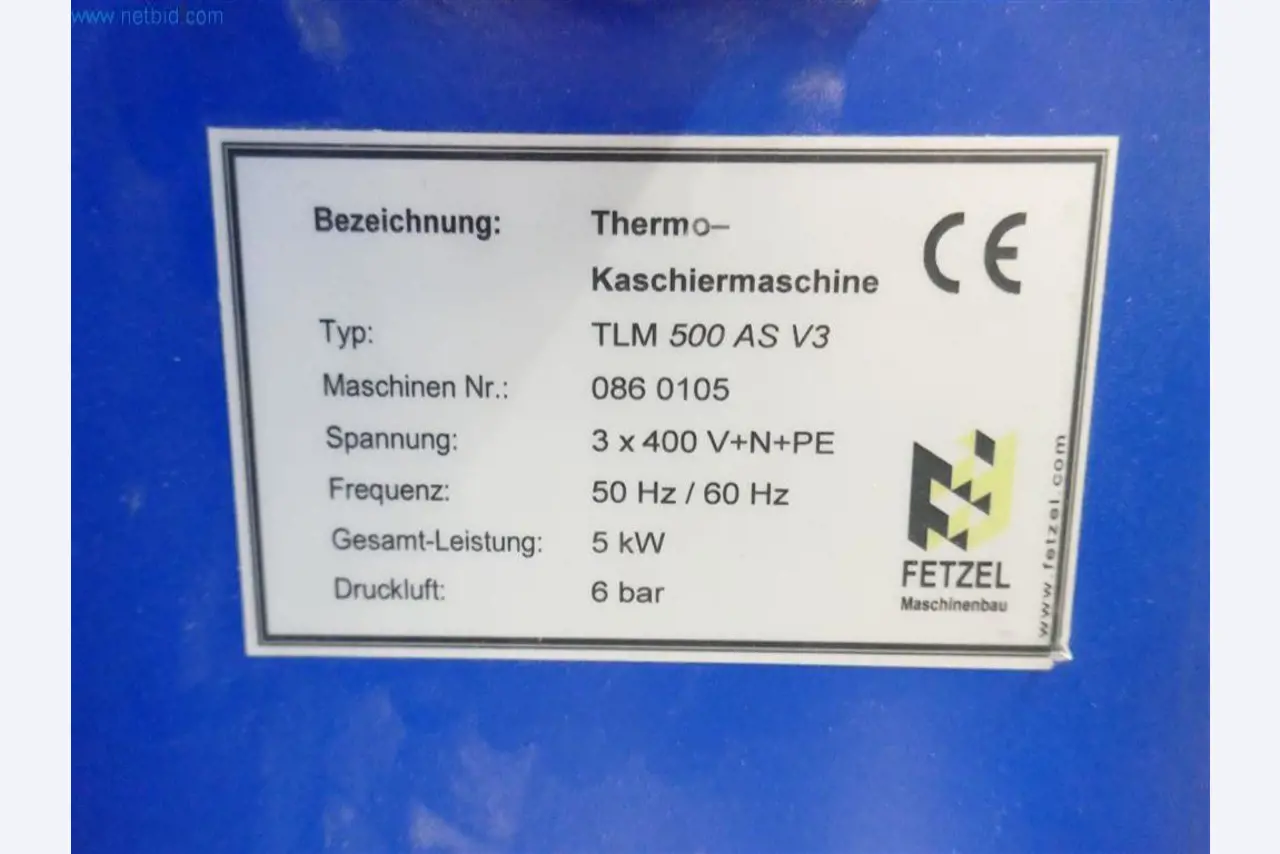 www.netbid.com
Bezeichnung: Thermo–
Kaschiermaschine
CE
Typ: TLM 500 AS V3
Maschinen Nr.: 086 0105
Spannung: 3 x 400 V+N+PE
Frequenz: 50 Hz / 60 Hz
Gesamt-Leistung: 5 kW
Druckluft: 6 bar
FETZEL
Maschinenbau
www.fetzel.com